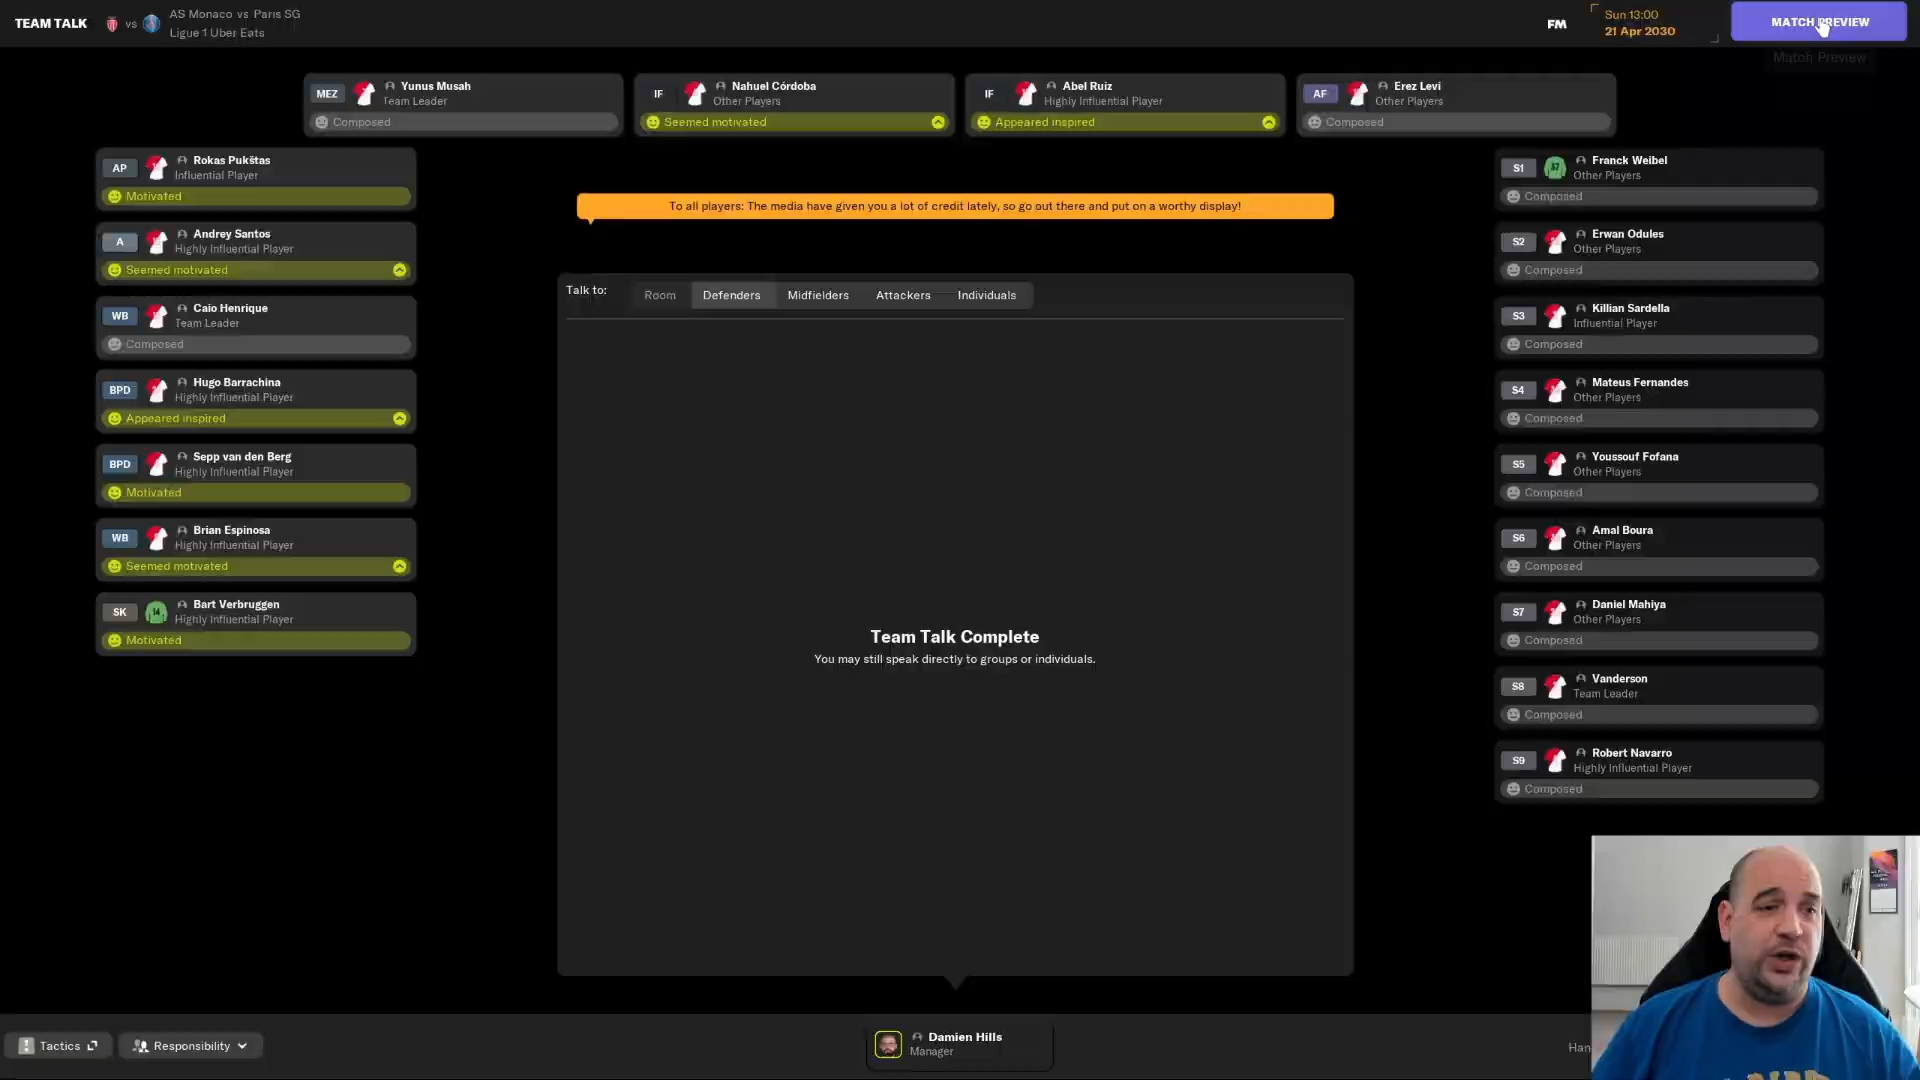 TEAM TALK
vs
AS Monaco vs Paris SG
Ligue 1 Uber Eats
FM
Sun 13:00
21 Apr 2030
MATCH PREVIEW
Match Preview
MEZ
Yunus Musah
Team Leader
Composed
IF
Nahuel Córdoba
Other Players
Seemed motivated
IF
Abel Ruiz
Highly Influential Player
Appeared inspired
AF
Erez Levi
Other Players
Composed
AP
Rokas Pukštas
Influential Player
Motivated
A
Andrey Santos
Highly Influential Player
Seemed motivated
WB
Caio Henrique
Team Leader
Composed
BPD
Hugo Barrachina
Highly Influential Player
Appeared inspired
BPD
Sepp van den Berg
Highly Influential Player
Motivated
WB
Brian Espinosa
Highly Influential Player
Seemed motivated
SK
14
Bart Verbruggen
Highly Influential Player
Motivated
To all players: The media have given you a lot of credit lately, so go out there and put on a worthy display!
Talk to:
Room
Defenders
Midfielders
Attackers
Individuals
Team Talk Complete
You may still speak directly to groups or individuals.
S1
Franck Weibel
Other Players
Composed
S2
Erwan Odules
Other Players
Composed
S3
Killian Sardella
Influential Player
Composed
S4
Mateus Fernandes
Other Players
Composed
S5
Youssouf Fofana
Other Players
Composed
S6
Amal Boura
Other Players
Composed
S7
Daniel Mahiya
Other Players
Composed
S8
Vanderson
Team Leader
Composed
S9
Robert Navarro
Highly Influential Player
Composed
Tactics
Responsibility
Damien Hills
Manager
Han